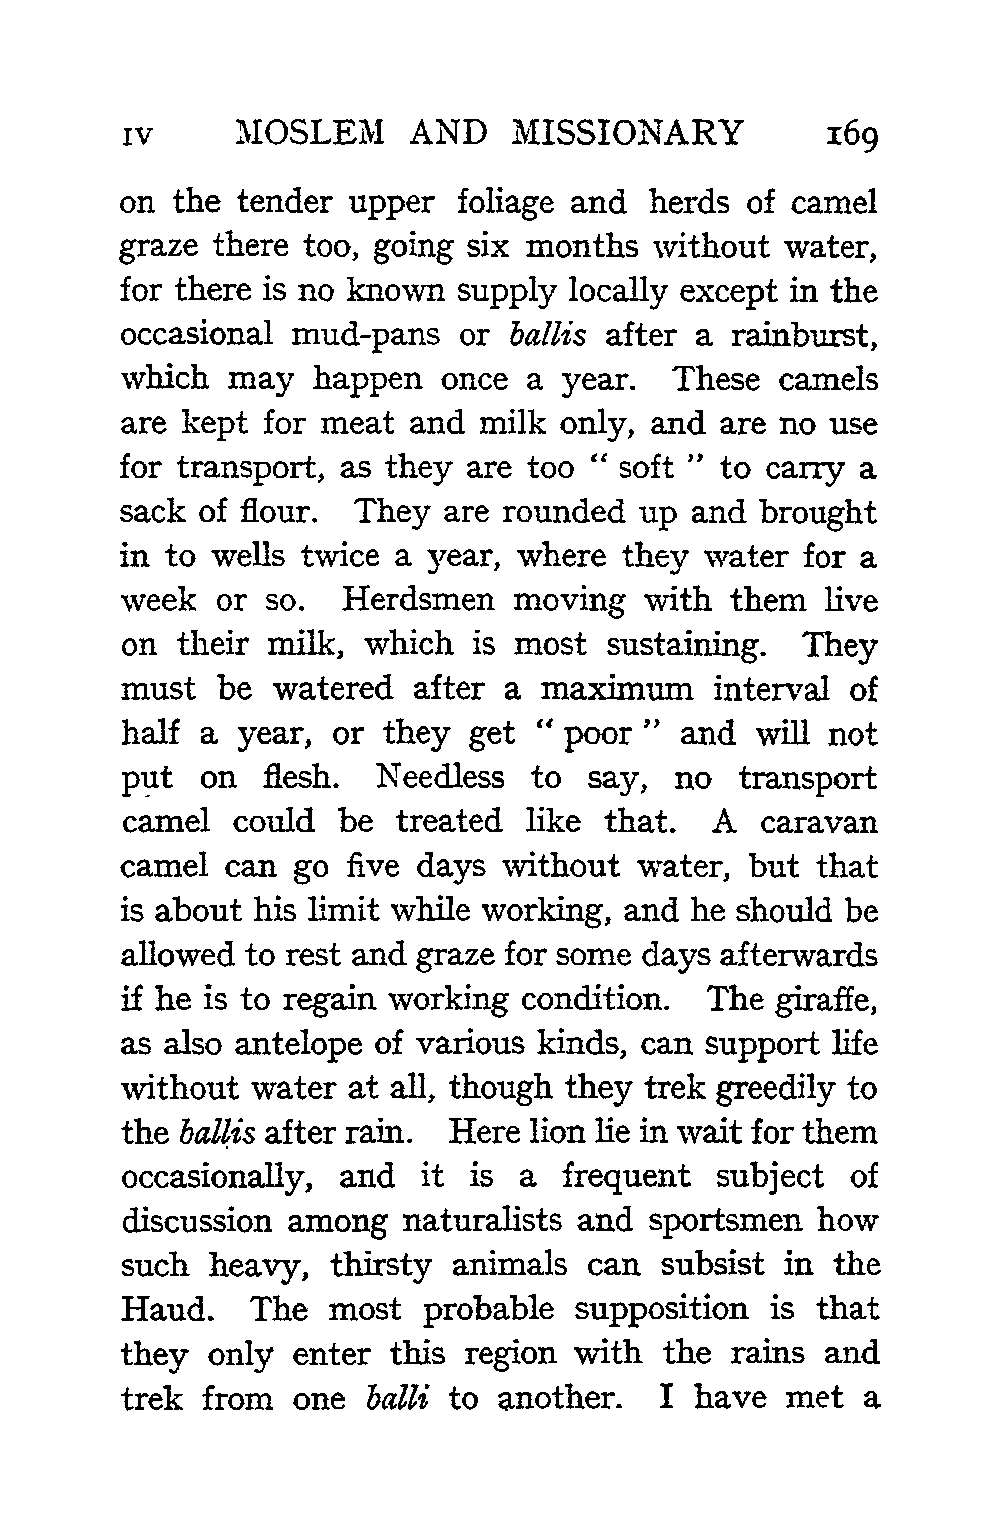 IV MOSLEM AND MISSIONARY 169
on the tender upper foliage and herds of camel
graze there too, going six months without water,
for there is no known supply locally except in the
occasional mud-pans or ballis after a rainburst,
which may happen once a year. These camels
are kept for meat and milk only, and are no use
for transport, as they are too “ soft ” to carry a
sack of flour. They are rounded up and brought
in to wells twice a year, where they water for a
week or so. Herdsmen moving with them live
on their milk, which is most sustaining. They
must be watered after a maximum interval of
half a year, or they get “ poor ” and will not
put on flesh. Needless to say, no transport
camel could be treated like that. A caravan
camel can go five days without water, but that
is about his limit while working, and he should be
allowed to rest and graze for some days afterwards
if he is to regain working condition. The giraffe,
as also antelope of various kinds, can support life
without water at all, though they trek greedily to
the ballis after rain. Here lion lie in wait for them
occasionally, and it is a frequent subject of
discussion among naturalists and sportsmen how
such heavy, thirsty animals can subsist in the
Haud. The most probable supposition is that
they only enter this region with the rains and
trek from one balli to another. I have met a